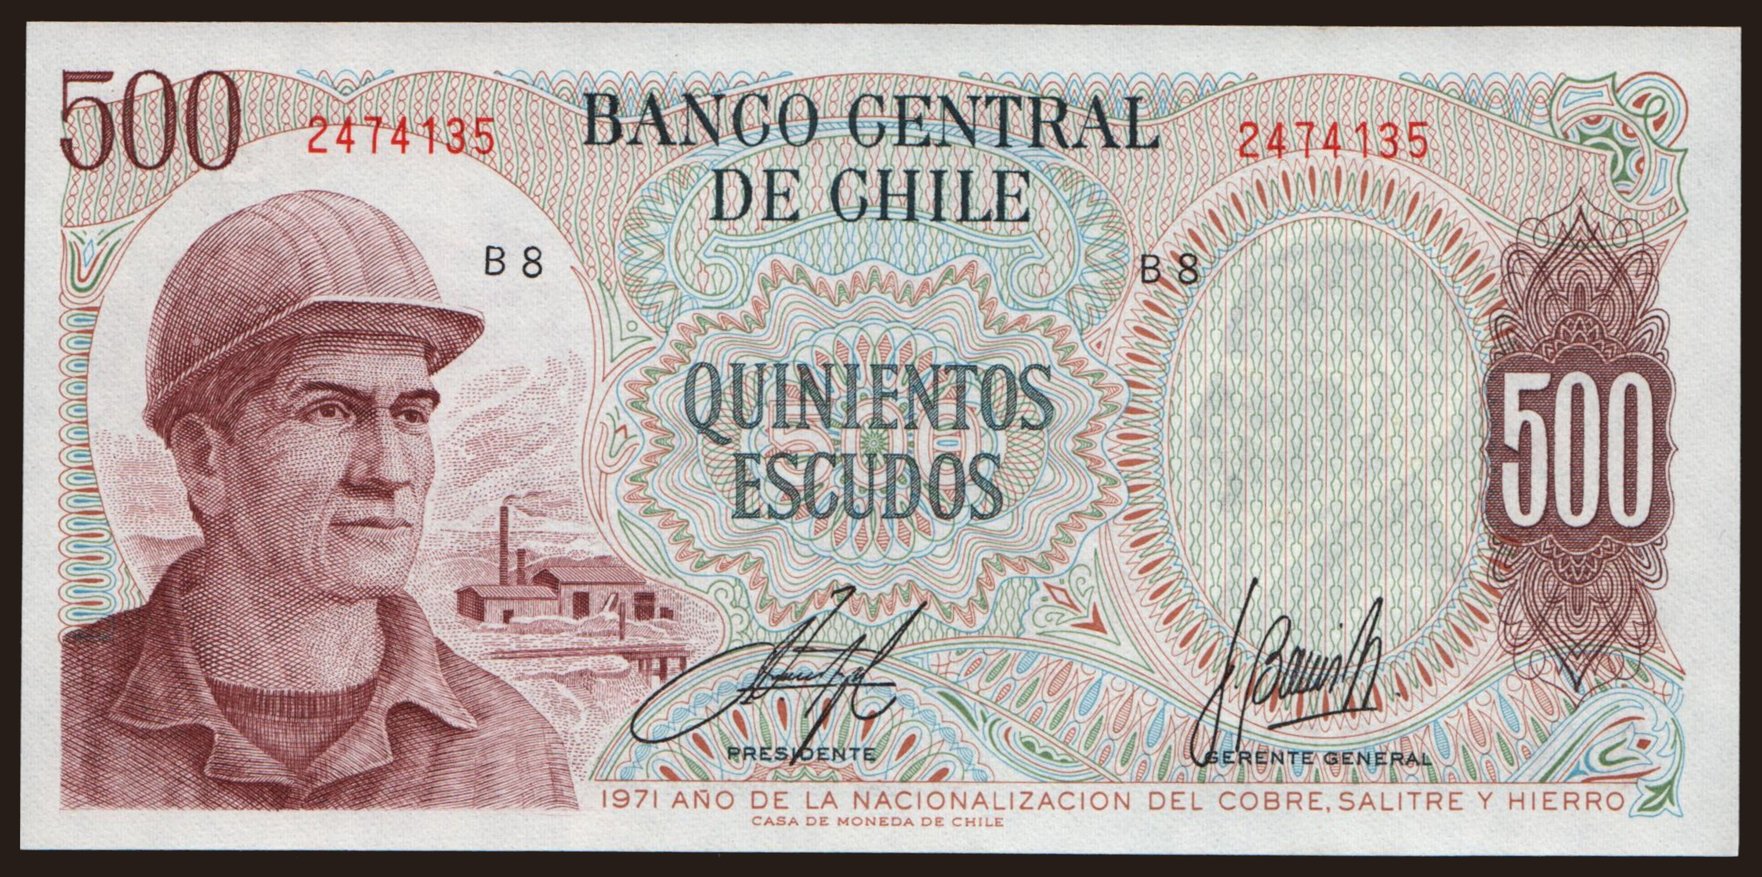 500
2474135
BANCO CENTRAL
DE CHILE
2474135
B 8
B 8
QUINIENTOS
ESCUDOS
500
PRESIDENTE
GERENTE GENERAL
1971 AÑO DE LA NACIONALIZACION DEL COBRE, SALITRE Y HIERRO
CASA DE MONEDA DE CHILE